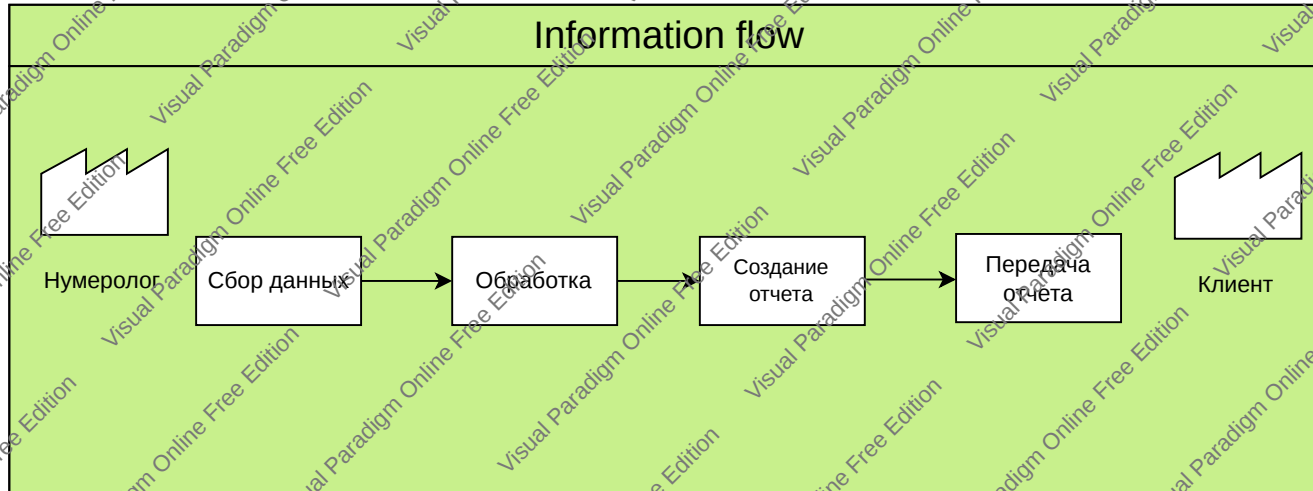 Information flow
Нумеролог
Сбор данных
Обработка
Создание
отчета
Передача
отчета
Клиент
Visual Paradigm Online Free Edition